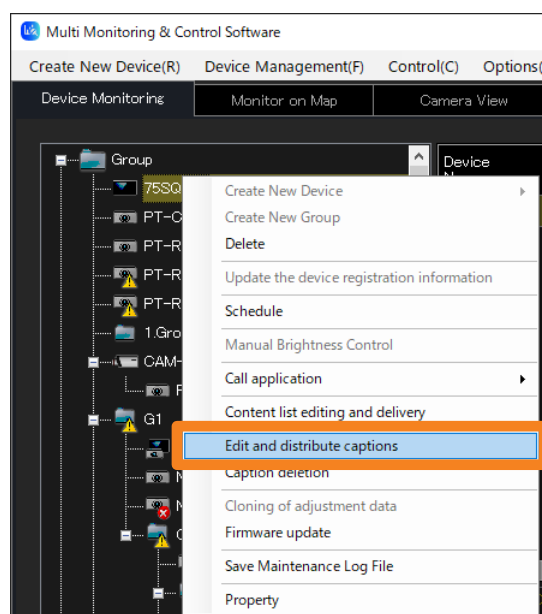 Multi Monitoring & Control Software
Create New Device(R) Device Management(F) Control(C) Options(
Device Monitoring Monitor on Map Camera View
Group
Device
75SQ
PT-C
PT-R
PT-R
PT-R
1.Gro
CAM-
G1
Create New Device
Create New Group
Delete
Update the device registration information
Schedule
Manual Brightness Control
Call application
Content list editing and delivery
Edit and distribute captions
Caption deletion
Cloning of adjustment data
Firmware update
Save Maintenance Log File
Property